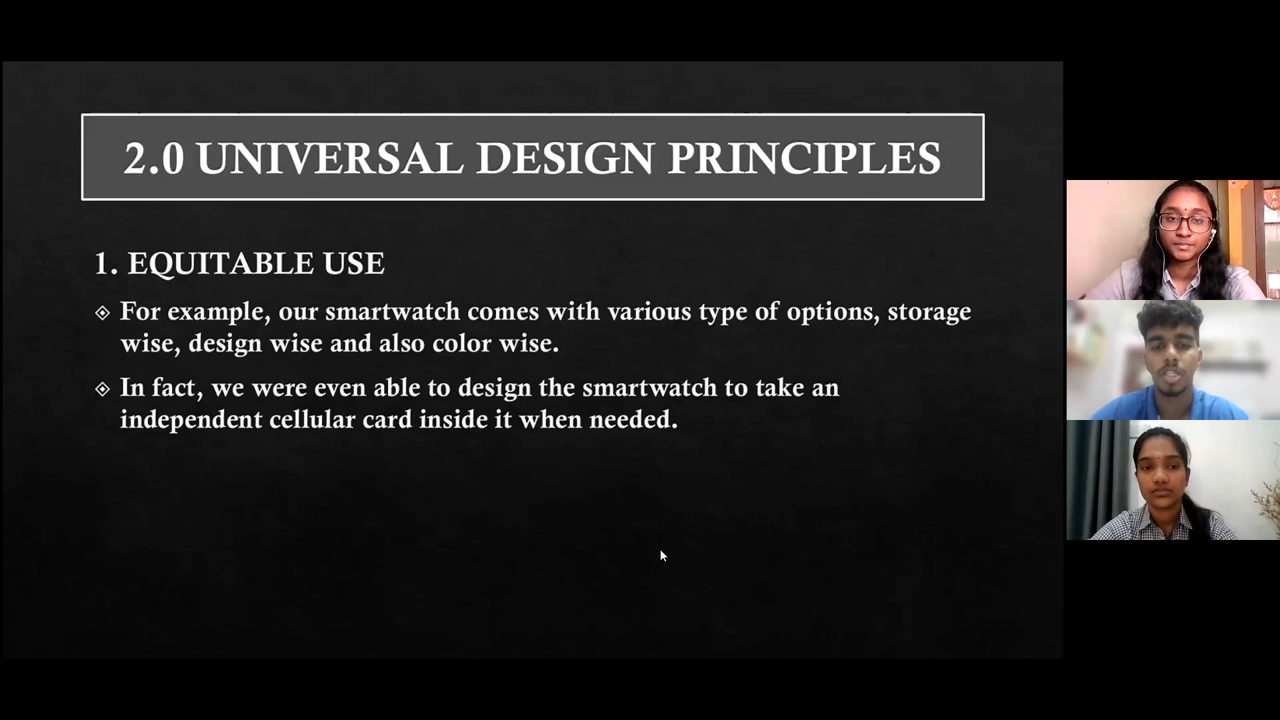 2.0 UNIVERSAL DESIGN PRINCIPLES
1. EQUITABLE USE
For example, our smartwatch comes with various type of options, storage
wise, design wise and also color wise.
In fact, we were even able to design the smartwatch to take an
independent cellular card inside it when needed.